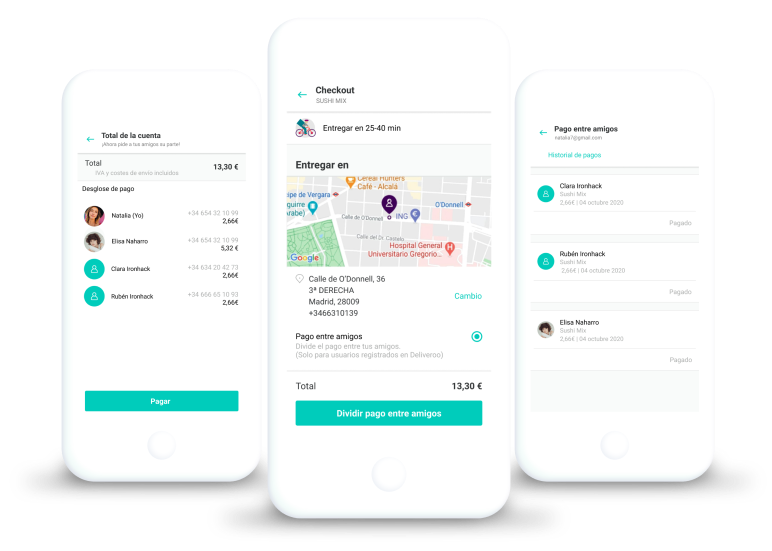 Total de la cuenta
¡Ahora pide a tus amigos su parte!
Total
13,30 €
IVA y costes de envío incluidos
Desglose de pago
Natalia (Yo)
+34 654 32 10 99
2,66€
Elisa Naharro
+34 654 32 10 99
5,32 €
Clara Ironhack
+34 634 20 42 73
2,66€
Rubén Ironhack
+34 666 65 10 93
2,66€
Pagar
Checkout
SUSHI MIX
Entregar en 25-40 min
Entregar en
Cereal Hunters
Café - Alcalá
ipe de Vergara
guirre
rabe)
O'Donnell
Calle de O'Donnell
ING
Calle del Dr. Castelo
Hospital General
Universitario Gregorio...
Google
Calle de O'Donnell, 36
3ª DERECHA
Madrid, 28009
+3466310139
Cambio
Pago entre amigos
Divide el pago entre tus amigos.
(Solo para usuarios registrados en Deliveroo)
Total
13,30 €
Dividir pago entre amigos
Pago entre amigos
natalia7@gmail.com
Historial de pagos
Clara Ironhack
Sushi Mix
2,66€ | 04 octubre 2020
Pagado
Rubén Ironhack
Sushi Mix
2,66€ | 04 octubre 2020
Pagado
Elisa Naharro
Sushi Mix
2,66€ | 04 octubre 2020
Pagado